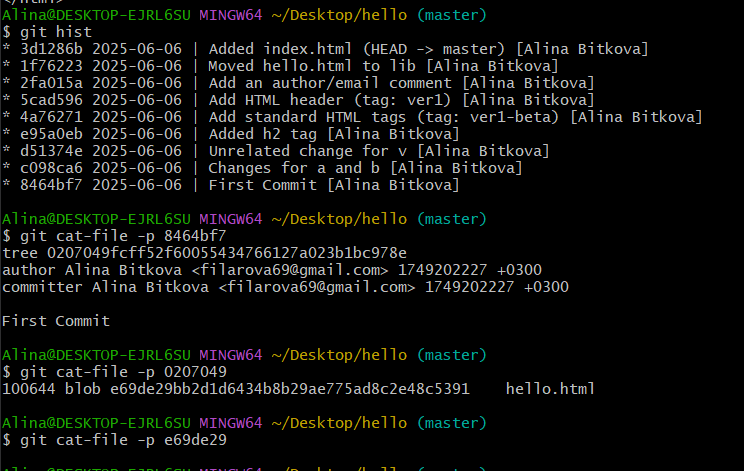 </html>
Alina@DESKTOP-EJRL6SU MINGW64 ~/Desktop/hello (master)
$ git hist
* 3d1286b 2025-06-06 | Added index.html (HEAD -> master) [Alina Bitkova]
* 1f76223 2025-06-06 | Moved hello.html to lib [Alina Bitkova]
* 2fa015a 2025-06-06 | Add an author/email comment [Alina Bitkova]
* 5cad596 2025-06-06 | Add HTML header (tag: ver1) [Alina Bitkova]
* 4a76271 2025-06-06 | Add standard HTML tags (tag: ver1-beta) [Alina Bitkova]
* e95a0eb 2025-06-06 | Added h2 tag [Alina Bitkova]
* d51374e 2025-06-06 | Unrelated change for v [Alina Bitkova]
* c098ca6 2025-06-06 | Changes for a and b [Alina Bitkova]
* 8464bf7 2025-06-06 | First Commit [Alina Bitkova]
Alina@DESKTOP-EJRL6SU MINGW64 ~/Desktop/hello (master)
$ git cat-file -p 8464bf7
tree 0207049fcff52f60055434766127a023b1bc978e
author Alina Bitkova <filarova69@gmail.com> 1749202227 +0300
committer Alina Bitkova <filarova69@gmail.com> 1749202227 +0300
First Commit
Alina@DESKTOP-EJRL6SU MINGW64 ~/Desktop/hello (master)
$ git cat-file -p 0207049
100644 blob e69de29bb2d1d6434b8b29ae775ad8c2e48c5391    hello.html
Alina@DESKTOP-EJRL6SU MINGW64 ~/Desktop/hello (master)
$ git cat-file -p e69de29